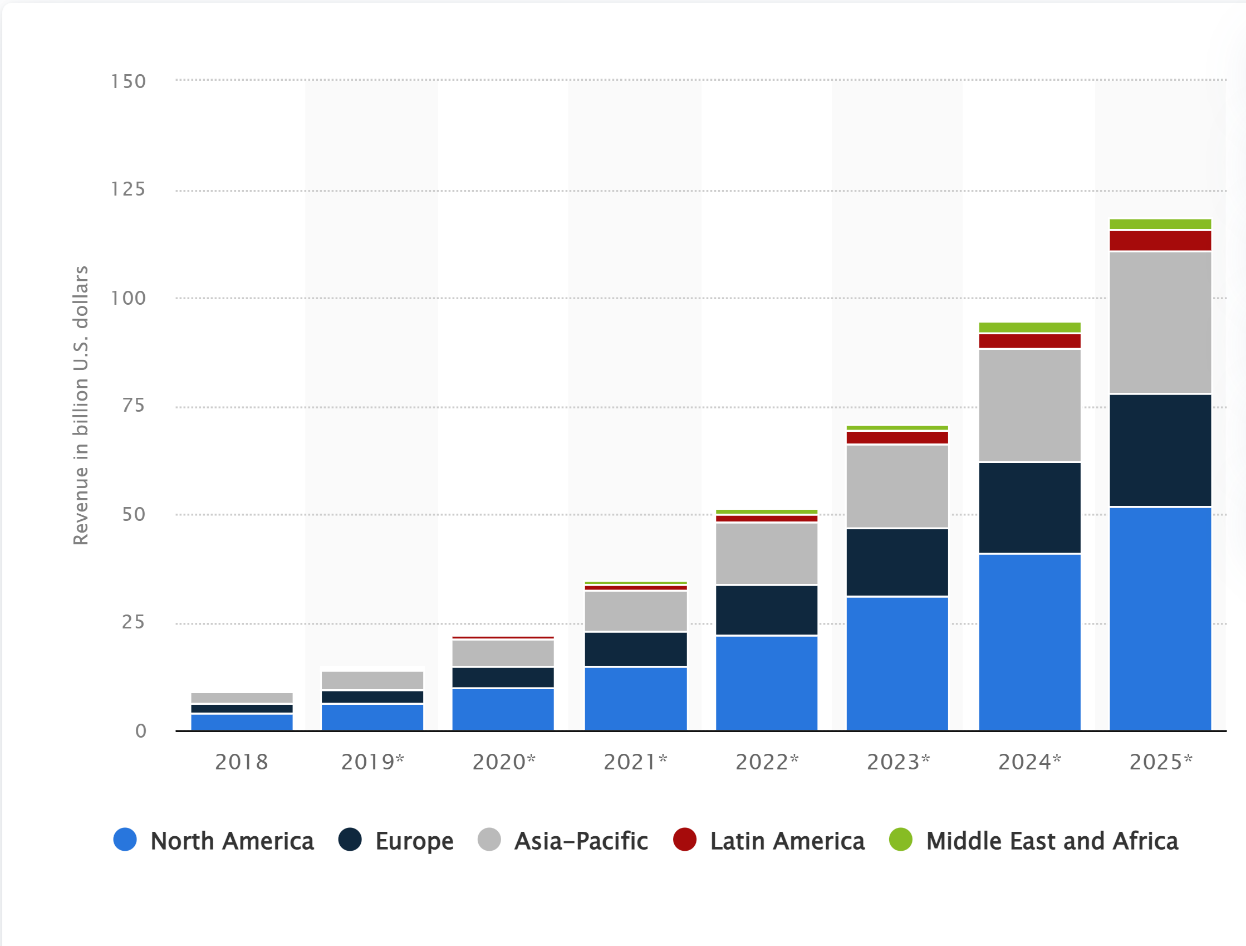 150
125
100
75
50
25
0
Revenue in billion U.S. dollars
2018 2019* 2020* 2021* 2022* 2023* 2024* 2025*
North America Europe Asia–Pacific Latin America Middle East and Africa